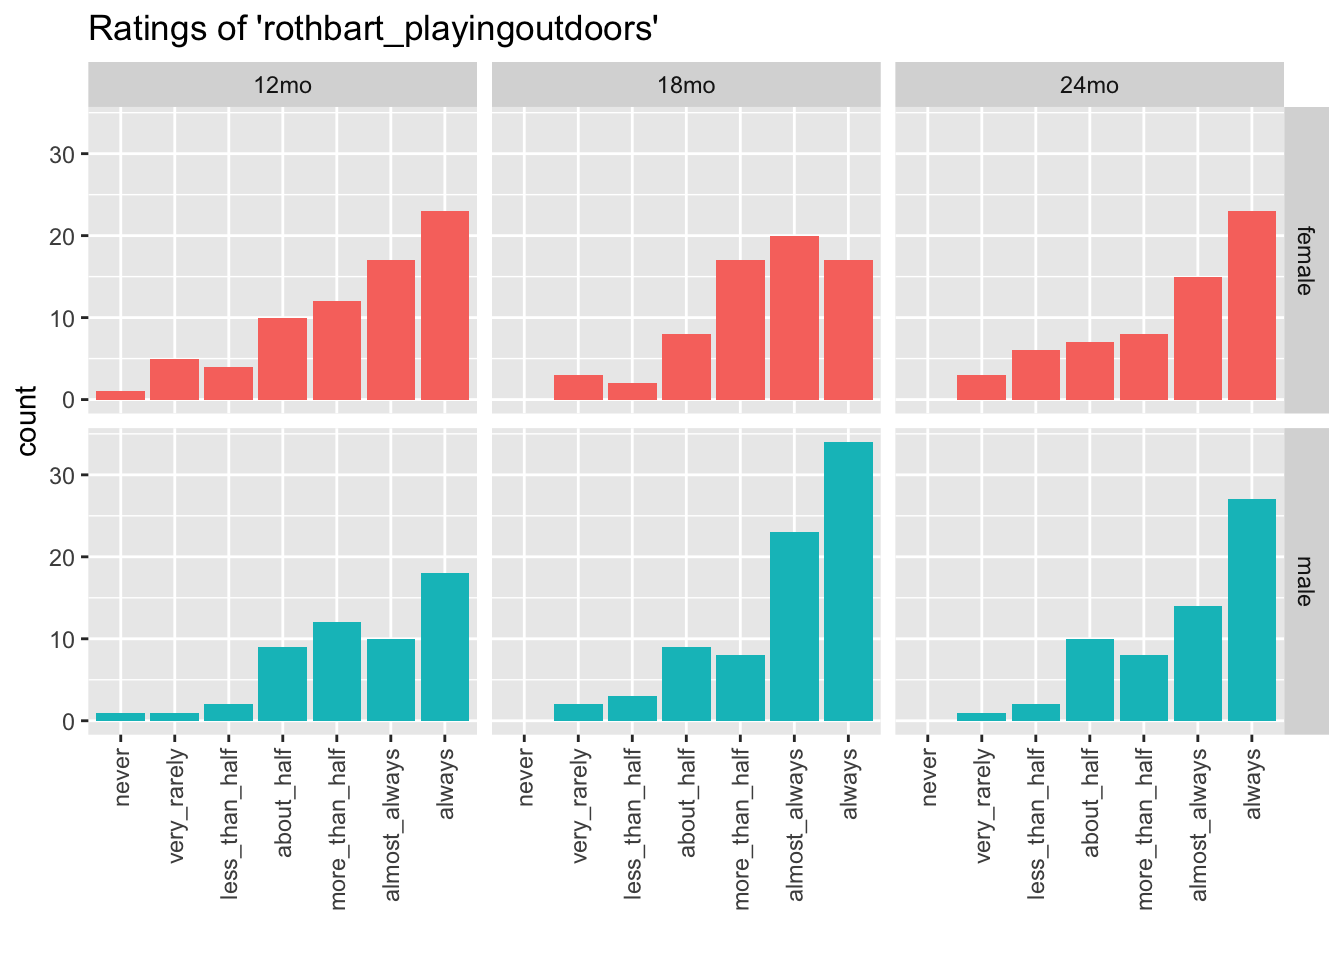 Ratings of 'rothbart_playingoutdoors'
12mo 18mo 24mo
30
20
10
0
female
30
20
10
0
male
count
never very_rarely less_than_half about_half more_than_half almost_always always
never very_rarely less_than_half about_half more_than_half almost_always always
never very_rarely less_than_half about_half more_than_half almost_always always